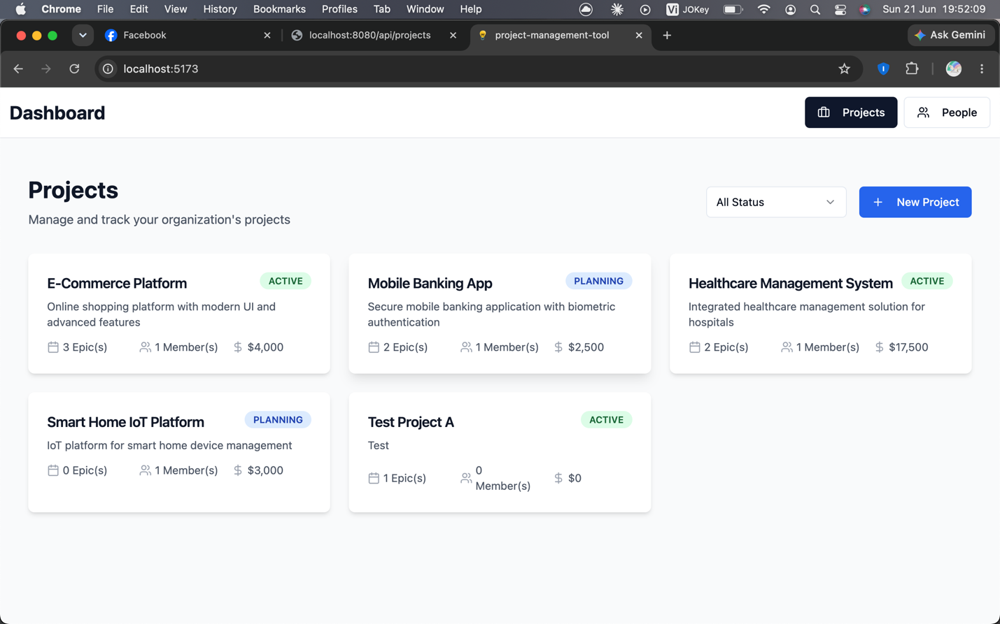 Chrome File Edit View History Bookmarks Profiles Tab Window Help Vi JOKey Sun 21 Jun 19:52:09
Facebook localhost:8080/api/projects project-management-tool Ask Gemini
localhost:5173
Dashboard Projects People
Projects
Manage and track your organization's projects
All Status New Project
E-Commerce Platform ACTIVE
Online shopping platform with modern UI and
advanced features
3 Epic(s) 1 Member(s) $4,000
Mobile Banking App PLANNING
Secure mobile banking application with biometric
authentication
2 Epic(s) 1 Member(s) $2,500
Healthcare Management System ACTIVE
Integrated healthcare management solution for
hospitals
2 Epic(s) 1 Member(s) $17,500
Smart Home IoT Platform PLANNING
IoT platform for smart home device management
0 Epic(s) 1 Member(s) $3,000
Test Project A ACTIVE
Test
1 Epic(s) 0
Member(s) $0